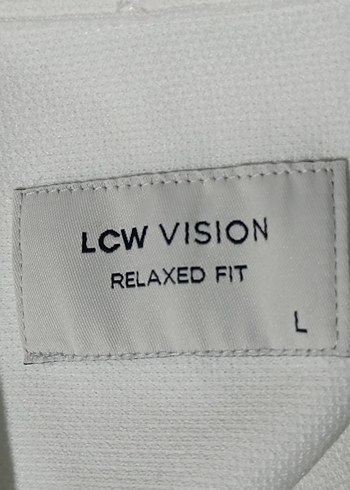 LCW VISION
RELAXED FIT
L